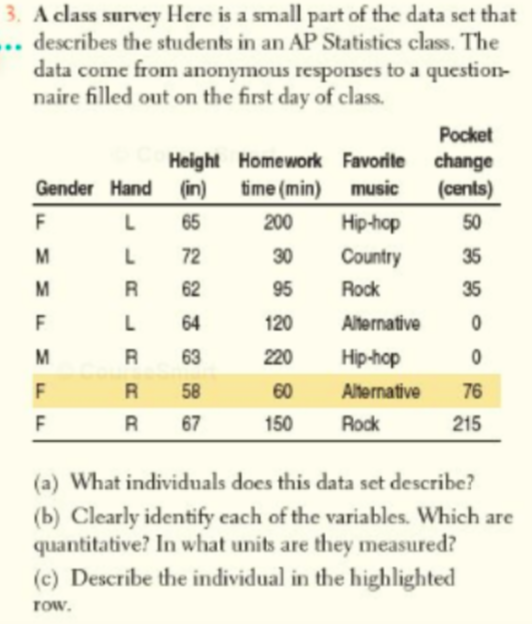 3. A class survey Here is a small part of the data set that
... describes the students in an AP Statistics class. The
data come from anonymous responses to a question-
naire filled out on the first day of class.
Pocket
Height Homework Favorite change
Gender Hand (in) time (min) music (cents)
F L 65 200 Hip-hop 50
M L 72 30 Country 35
M R 62 95 Rock 35
F L 64 120 Alternative 0
M R 63 220 Hip-hop 0
F R 58 60 Alternative 76
F R 67 150 Rock 215
(a) What individuals does this data set describe?
(b) Clearly identify each of the variables. Which are
quantitative? In what units are they measured?
(c) Describe the individual in the highlighted
row.